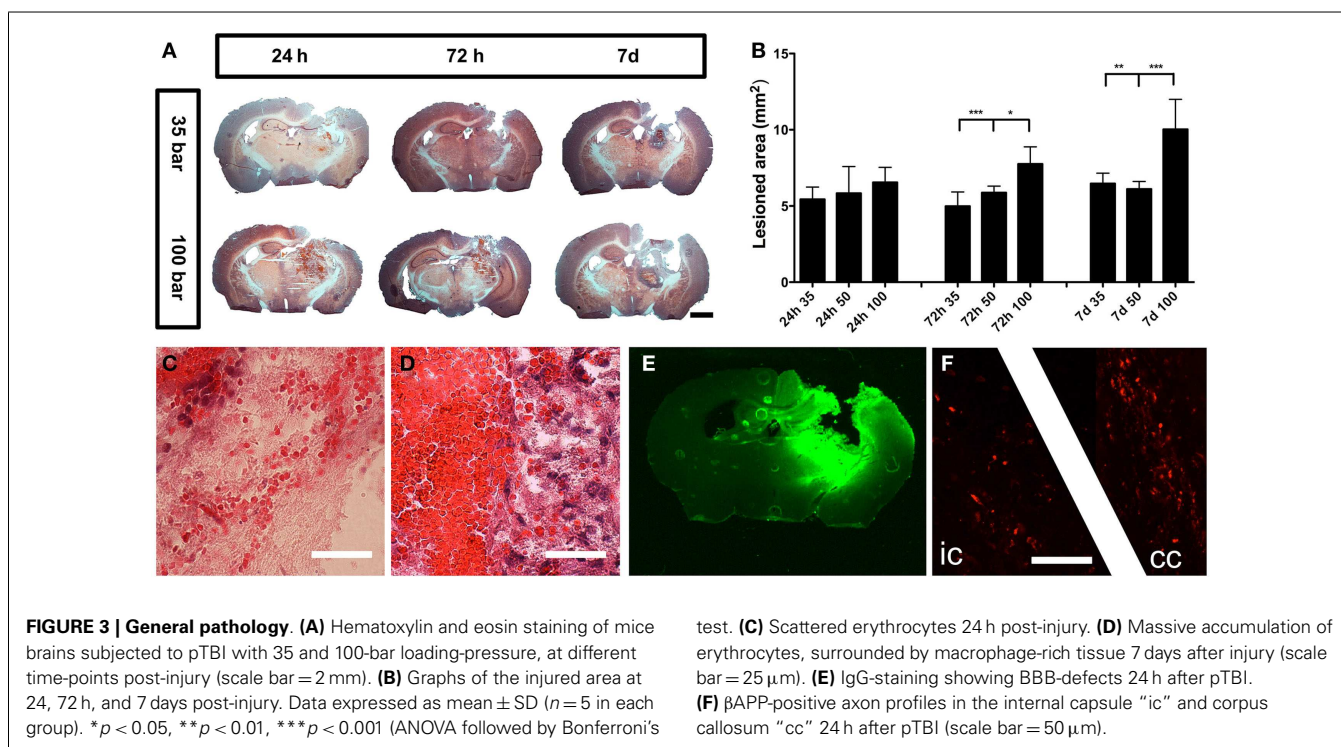 A
24 h 72 h 7d
35 bar
100 bar
B
Lesioned area (mm²)
15
10
5
0
*** *
** ***
24h 35
24h 50
24h 100
72h 35
72h 50
72h 100
7d 35
7d 50
7d 100
C
D
E
F
ic
cc
FIGURE 3 | General pathology. (A) Hematoxylin and eosin staining of mice
brains subjected to pTBI with 35 and 100-bar loading-pressure, at different
time-points post-injury (scale bar = 2 mm). (B) Graphs of the injured area at
24, 72 h, and 7 days post-injury. Data expressed as mean ± SD (n = 5 in each
group). *p < 0.05, **p < 0.01, ***p < 0.001 (ANOVA followed by Bonferroni's
test. (C) Scattered erythrocytes 24 h post-injury. (D) Massive accumulation of
erythrocytes, surrounded by macrophage-rich tissue 7 days after injury (scale
bar = 25 μm). (E) IgG-staining showing BBB-defects 24 h after pTBI.
(F) βAPP-positive axon profiles in the internal capsule "ic" and corpus
callosum "cc" 24 h after pTBI (scale bar = 50 μm).